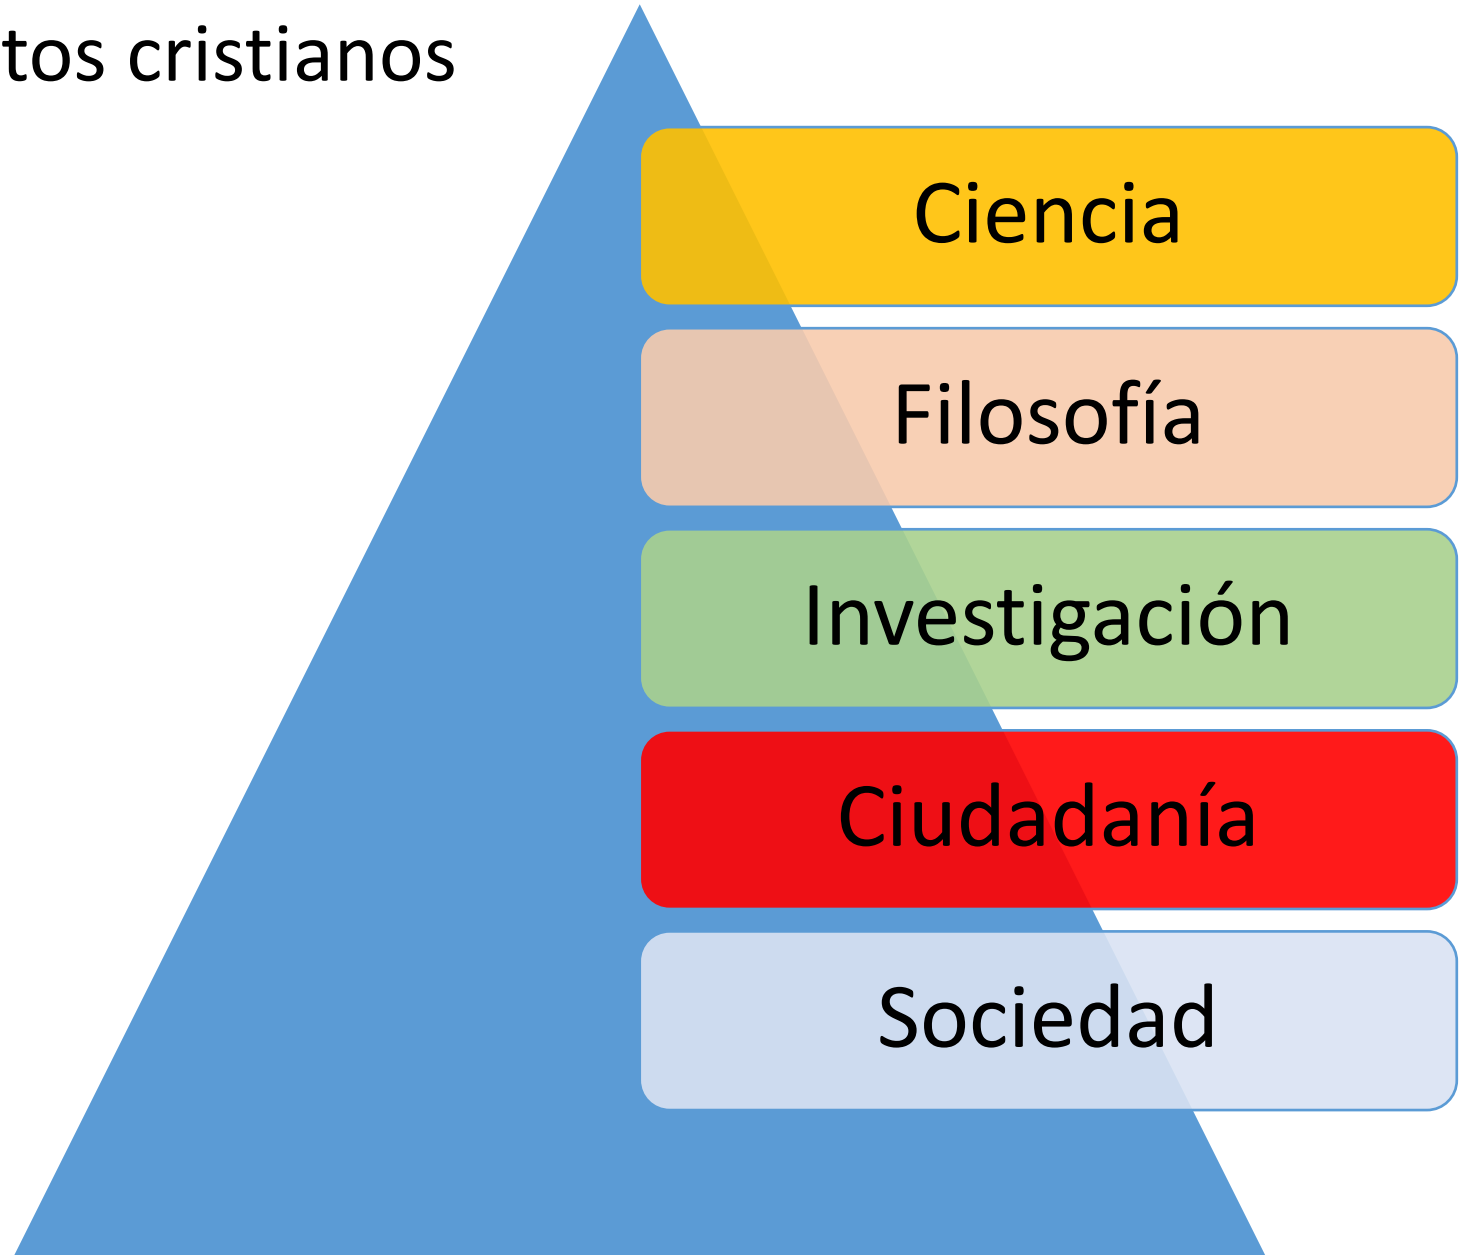 tos cristianos
Ciencia
Filosofía
Investigación
Ciudadanía
Sociedad